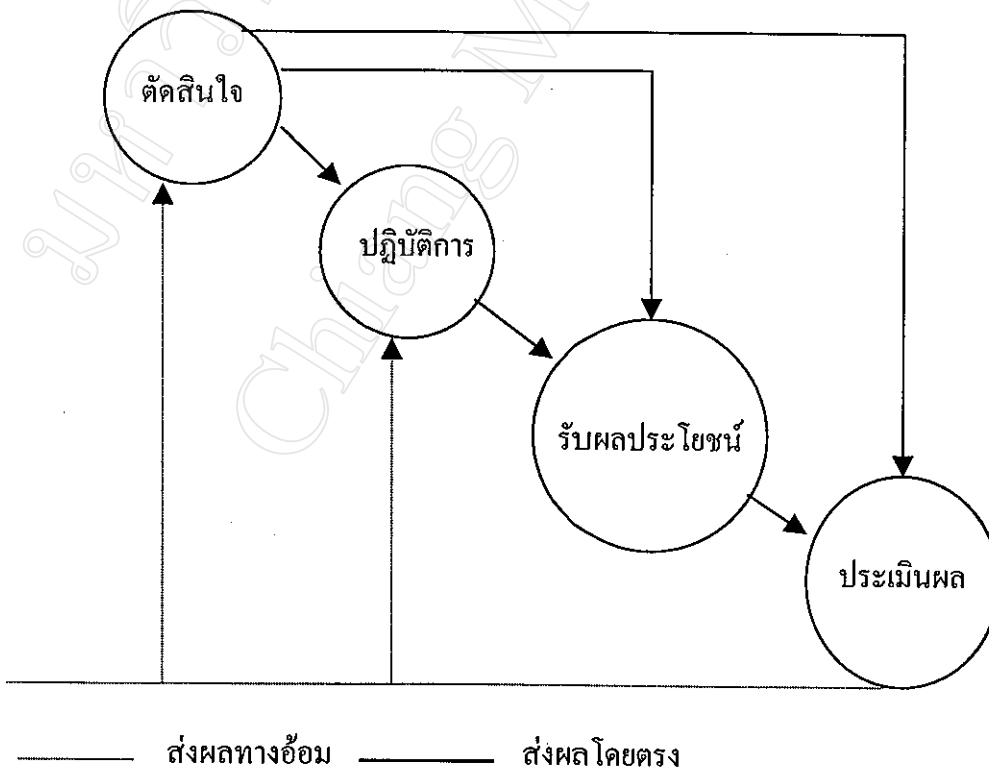 ตัดสินใจ
ปฏิบัติการ
รับผลประโยชน์
ประเมินผล
ส่งผลทางอ้อม ส่งผลโดยตรง
Chiang M